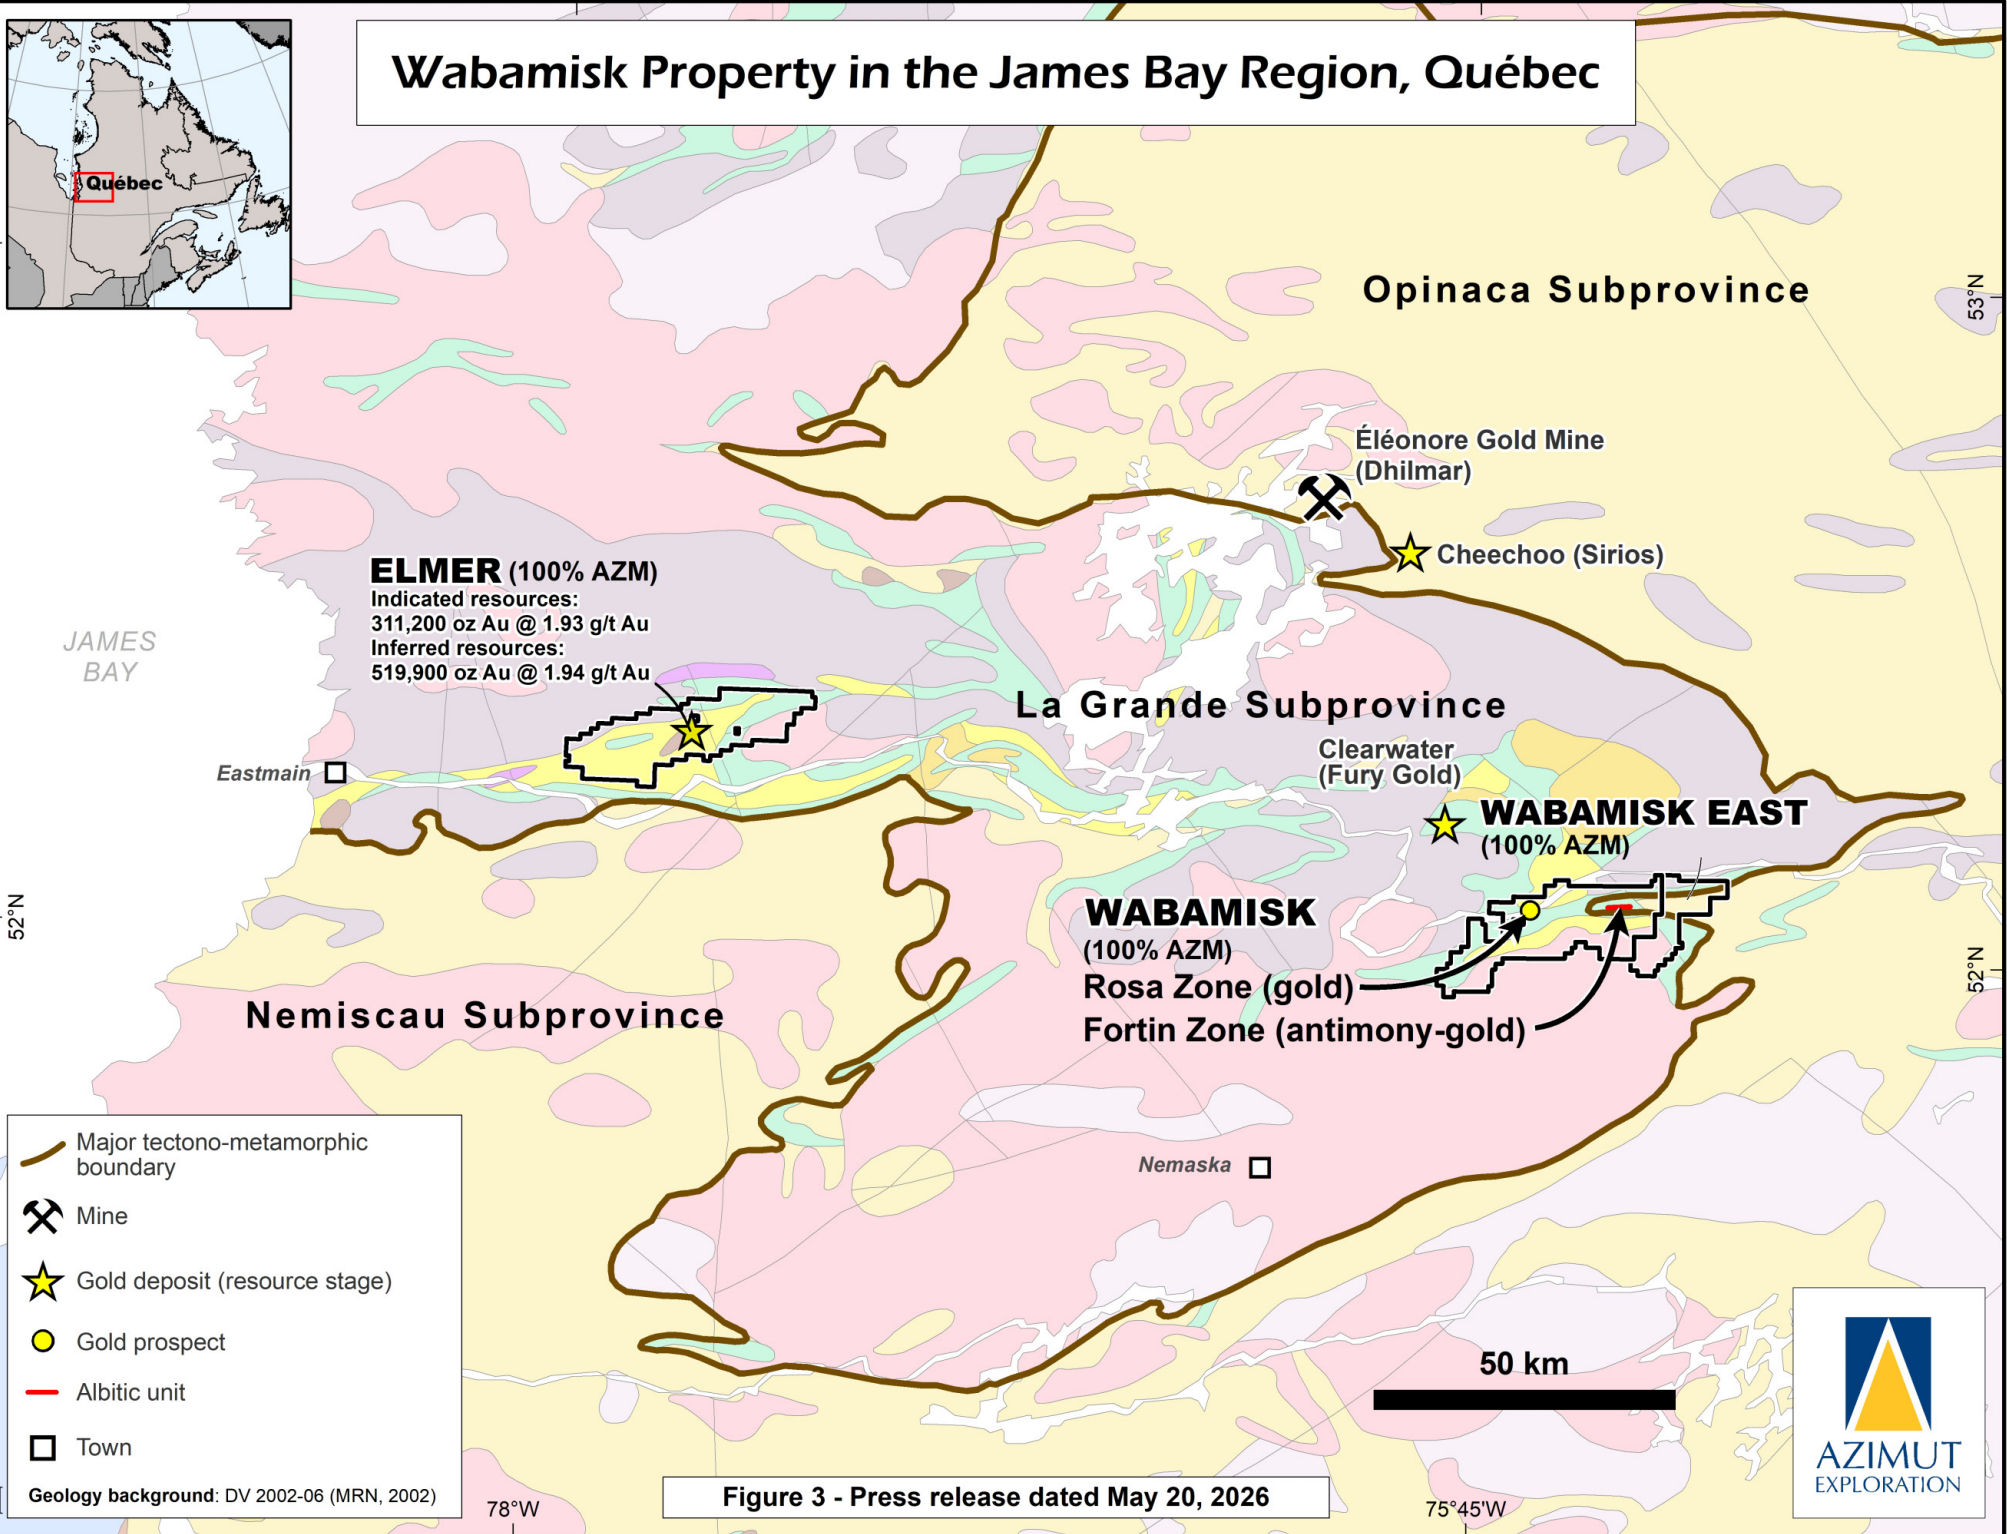 Wabamisk Property in the James Bay Region, Québec
Québec
Opinaca Subprovince
53°N
Éléonore Gold Mine
(Dhilmar)
Cheechoo (Sirios)
ELMER (100% AZM)
Indicated resources:
311,200 oz Au @ 1.93 g/t Au
Inferred resources:
519,900 oz Au @ 1.94 g/t Au
JAMES
BAY
La Grande Subprovince
Clearwater
(Fury Gold)
Eastmain
WABAMISK EAST
(100% AZM)
52°N
WABAMISK
(100% AZM)
Rosa Zone (gold)
Fortin Zone (antimony-gold)
52°N
Nemiscau Subprovince
Nemaska
Major tectono-metamorphic
boundary
Mine
Gold deposit (resource stage)
Gold prospect
Albitic unit
Town
Geology background: DV 2002-06 (MRN, 2002)
50 km
AZIMUT
EXPLORATION
78°W
Figure 3 - Press release dated May 20, 2026
75°45'W